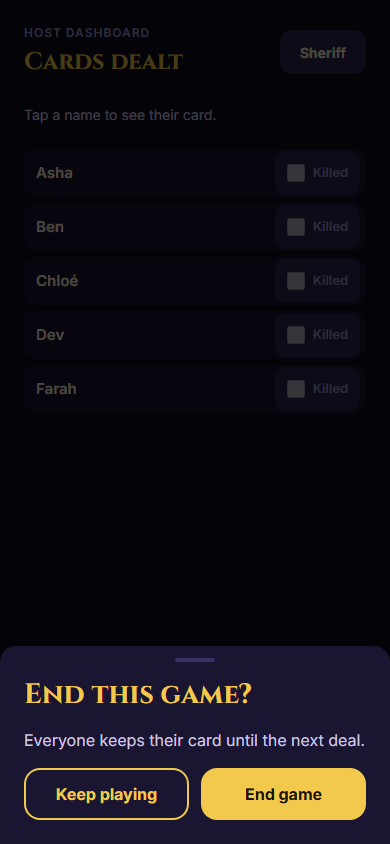 HOST DASHBOARD
Cards dealt
Sheriff
Tap a name to see their card.
Asha
Killed
Ben
Killed
Chloé
Killed
Dev
Killed
Farah
Killed
End this game?
Everyone keeps their card until the next deal.
Keep playing
End game